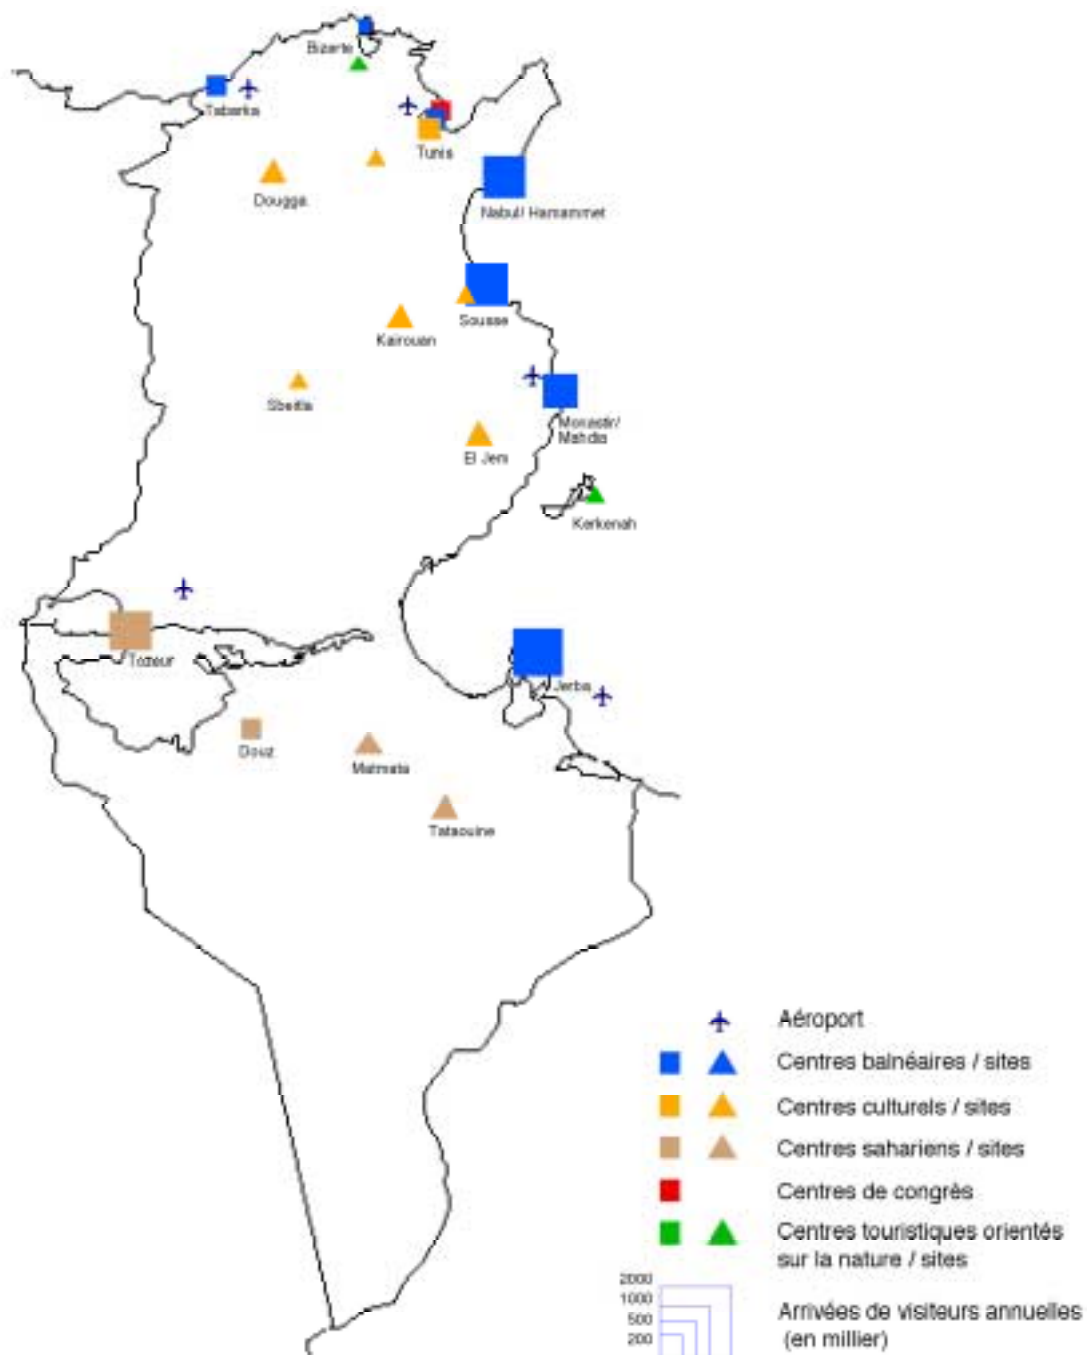 Bizerte
Tabarka
Tunis
Dougga
Nabul/ Hamammet
Sousse
Kairouan
Sbeitla
Monastir/
Mahdia
El Jem
Kerkenah
Tozeur
Jerba
Douz
Matmata
Tataouine
Aéroport
Centres balnéaires / sites
Centres culturels / sites
Centres sahariens / sites
Centres de congrès
Centres touristiques orientés
sur la nature / sites
2000
1000
500
200
Arrivées de visiteurs annuelles
(en millier)